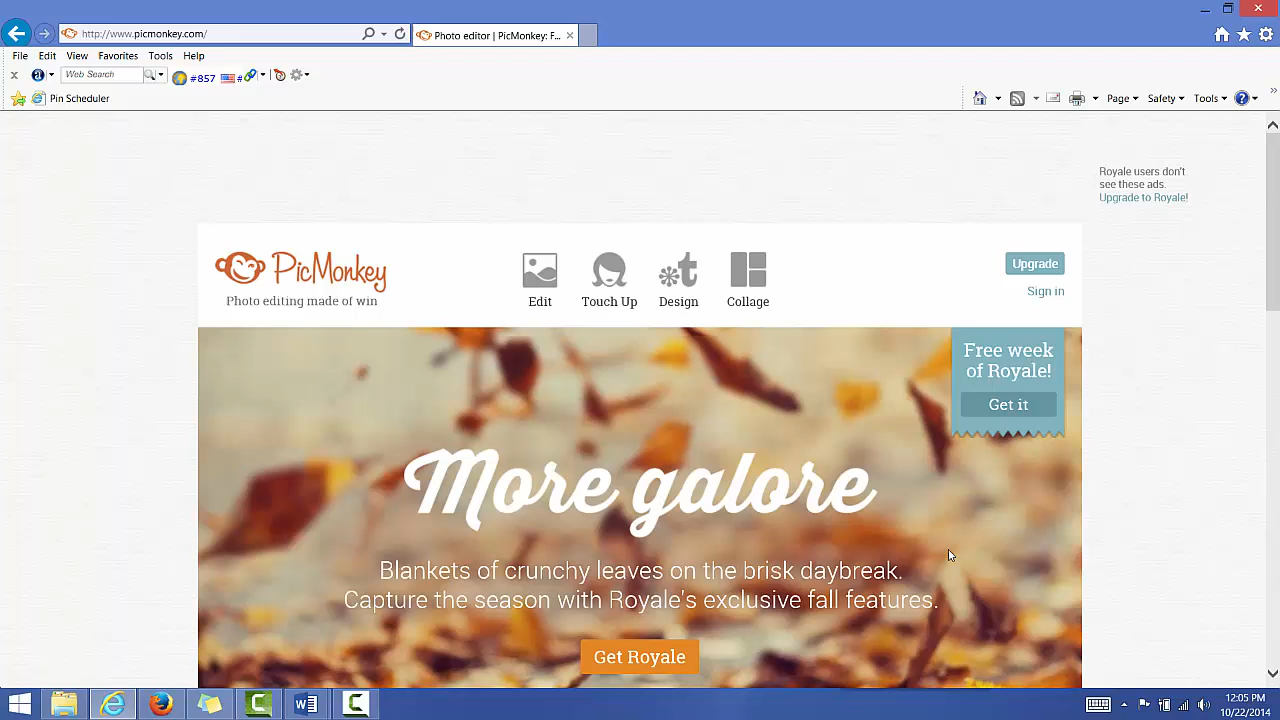 http://www.picmonkey.com/
Photo editor | PicMonkey: F...
File Edit View Favorites Tools Help
Web Search #857 #
Pin Scheduler
Page Safety Tools
Royale users don't
see these ads.
Upgrade to Royale!
PicMonkey
Photo editing made of win
Edit Touch Up Design Collage
Upgrade
Sign in
Free week
of Royale!
Get it
More galore
Blankets of crunchy leaves on the brisk daybreak.
Capture the season with Royale's exclusive fall features.
Get Royale
12:05 PM
10/22/2014